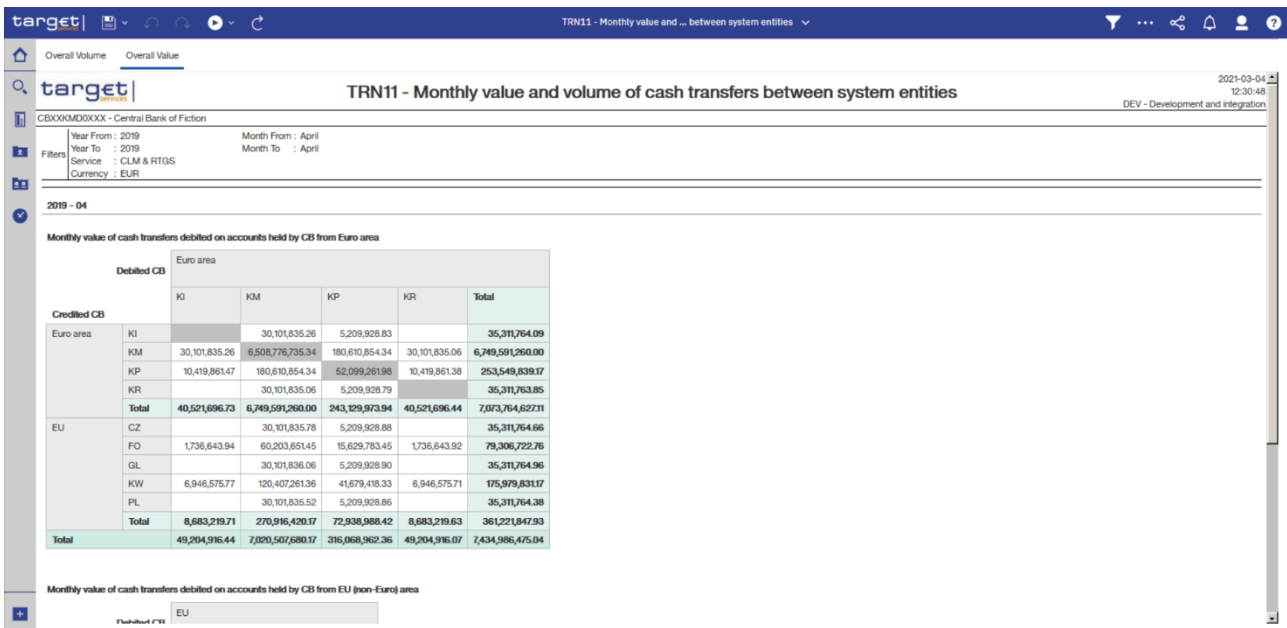 target| services
TRN11 - Monthly value and ... between system entities
Overall Volume Overall Value
target| services
TRN11 - Monthly value and volume of cash transfers between system entities
2021-03-04
12:30:48
DEV - Development and integration
CBXXKMD0XXX - Central Bank of Fiction
Filters
Year From : 2019 Month From : April
Year To : 2019 Month To : April
Service : CLM & RTGS
Currency : EUR
2019 - 04
Monthly value of cash transfers debited on accounts held by CB from Euro area
Debited CB Euro area
Credited CB KI KM KP KR Total
Euro area KI 30,101,835.26 5,209,928.83 35,311,764.09
KM 30,101,835.26 6,508,776,735.34 180,610,854.34 30,101,835.06 6,749,591,260.00
KP 10,419,861.47 180,610,854.34 52,099,261.98 10,419,861.38 253,549,839.17
KR 30,101,835.06 5,209,928.79 35,311,763.85
Total 40,521,696.73 6,749,591,260.00 243,129,973.94 40,521,696.44 7,073,764,627.11
EU CZ 30,101,835.78 5,209,928.88 35,311,764.66
FO 1,736,643.94 60,203,651.45 15,629,783.45 1,736,643.92 79,306,722.76
GL 30,101,836.06 5,209,928.90 35,311,764.96
KW 6,946,575.77 120,407,261.36 41,679,418.33 6,946,575.71 175,979,831.17
PL 30,101,835.52 5,209,928.86 35,311,764.38
Total 8,683,219.71 270,916,420.17 72,938,988.42 8,683,219.63 361,221,847.93
Total 49,204,916.44 7,020,507,680.17 316,068,962.36 49,204,916.07 7,434,986,475.04
Monthly value of cash transfers debited on accounts held by CB from EU (non-Euro) area
EU
Debited CB